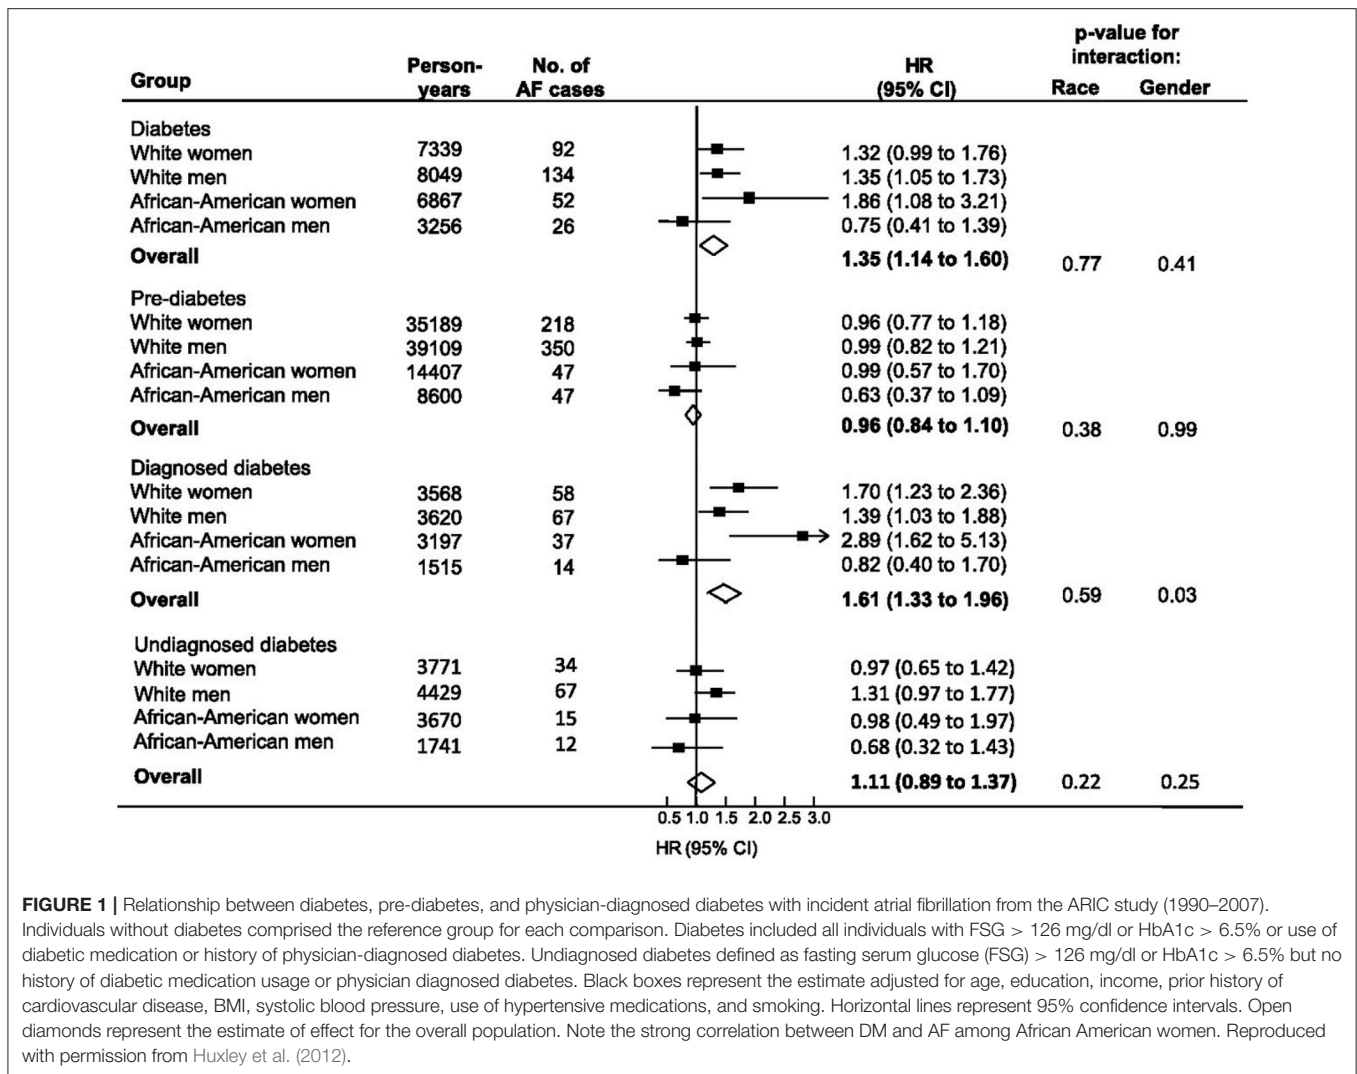 p-value for
interaction:
Group Person-years No. of AF cases HR (95% CI) Race Gender
Diabetes
White women 7339 92 1.32 (0.99 to 1.76)
White men 8049 134 1.35 (1.05 to 1.73)
African-American women 6867 52 1.86 (1.08 to 3.21)
African-American men 3256 26 0.75 (0.41 to 1.39)
Overall 1.35 (1.14 to 1.60) 0.77 0.41
Pre-diabetes
White women 35189 218 0.96 (0.77 to 1.18)
White men 39109 350 0.99 (0.82 to 1.21)
African-American women 14407 47 0.99 (0.57 to 1.70)
African-American men 8600 47 0.63 (0.37 to 1.09)
Overall 0.96 (0.84 to 1.10) 0.38 0.99
Diagnosed diabetes
White women 3568 58 1.70 (1.23 to 2.36)
White men 3620 67 1.39 (1.03 to 1.88)
African-American women 3197 37 2.89 (1.62 to 5.13)
African-American men 1515 14 0.82 (0.40 to 1.70)
Overall 1.61 (1.33 to 1.96) 0.59 0.03
Undiagnosed diabetes
White women 3771 34 0.97 (0.65 to 1.42)
White men 4429 67 1.31 (0.97 to 1.77)
African-American women 3670 15 0.98 (0.49 to 1.97)
African-American men 1741 12 0.68 (0.32 to 1.43)
Overall 1.11 (0.89 to 1.37) 0.22 0.25
0.5 1.0 1.5 2.0 2.5 3.0
HR (95% CI)
FIGURE 1 | Relationship between diabetes, pre-diabetes, and physician-diagnosed diabetes with incident atrial fibrillation from the ARIC study (1990–2007).
Individuals without diabetes comprised the reference group for each comparison. Diabetes included all individuals with FSG > 126 mg/dl or HbA1c > 6.5% or use of
diabetic medication or history of physician-diagnosed diabetes. Undiagnosed diabetes defined as fasting serum glucose (FSG) > 126 mg/dl or HbA1c > 6.5% but no
history of diabetic medication usage or physician diagnosed diabetes. Black boxes represent the estimate adjusted for age, education, income, prior history of
cardiovascular disease, BMI, systolic blood pressure, use of hypertensive medications, and smoking. Horizontal lines represent 95% confidence intervals. Open
diamonds represent the estimate of effect for the overall population. Note the strong correlation between DM and AF among African American women. Reproduced
with permission from Huxley et al. (2012).